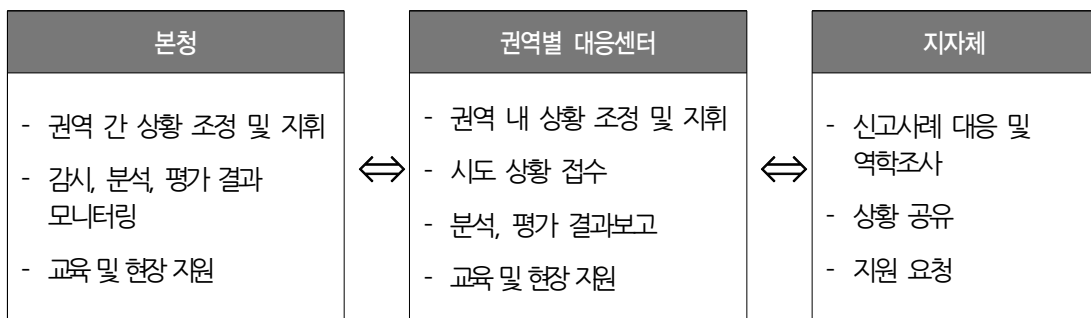 본청
- 권역 간 상황 조정 및 지휘
- 감시, 분석, 평가 결과
모니터링
- 교육 및 현장 지원
권역별 대응센터
- 권역 내 상황 조정 및 지휘
- 시도 상황 접수
- 분석, 평가 결과보고
- 교육 및 현장 지원
지자체
- 신고사례 대응 및
역학조사
- 상황 공유
- 지원 요청